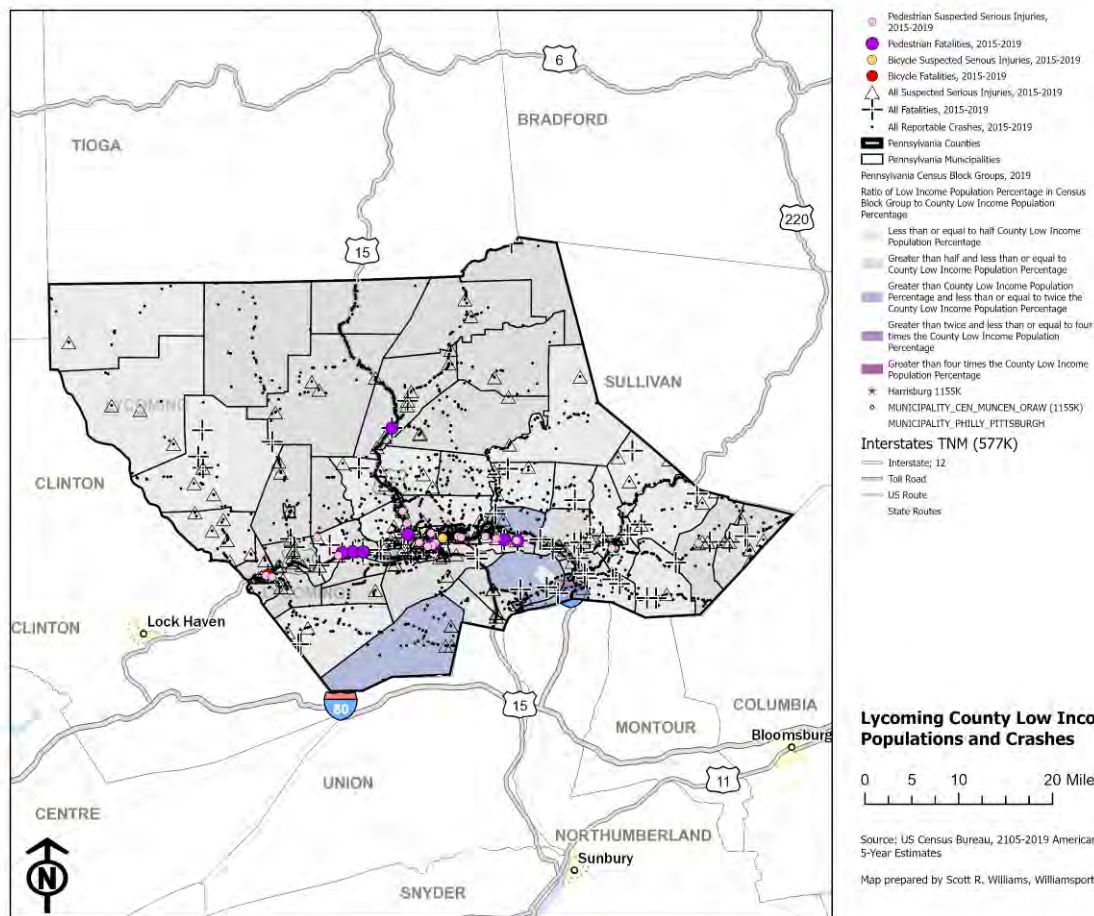 6
BRADFORD
TIOGA
220
15
SULLIVAN
CLINTON
CLINTON
Lock Haven
80
15
COLUMBIA
MONTOUR
Bloomsburg
UNION
11
CENTRE
NORTHUMBERLAND
Sunbury
SNYDER
N
Pedestrian Suspected Serious Injuries,
2015-2019
Pedestrian Fatalities, 2015-2019
Bicycle Suspected Serious Injuries, 2015-2019
Bicycle Fatalities, 2015-2019
All Suspected Serious Injuries, 2015-2019
All Fatalities, 2015-2019
All Reportable Crashes, 2015-2019
Pennsylvania Counties
Pennsylvania Municipalities
Pennsylvania Census Block Groups, 2019
Ratio of Low Income Population Percentage in Census
Block Group to County Low Income Population
Percentage
Less than or equal to half County Low Income
Population Percentage
Greater than half and less than or equal to
County Low Income Population Percentage
Greater than County Low Income Population
Percentage and less than or equal to twice the
County Low Income Population Percentage
Greater than twice and less than or equal to four
times the County Low Income Population
Percentage
Greater than four times the County Low Income
Population Percentage
Harrisburg 1155K
MUNICIPALITY_CEN_MUNCEN_ORAW (1155K)
MUNICIPALITY_PHILLY_PITTSBURGH
Interstates TNM (577K)
Interstate; 12
Toll Road
US Route
State Routes
Lycoming County Low Inco
Populations and Crashes
0 5 10 20 Mile
Source: US Census Bureau, 2105-2019 American
5-Year Estimates
Map prepared by Scott R. Williams, Williamsport